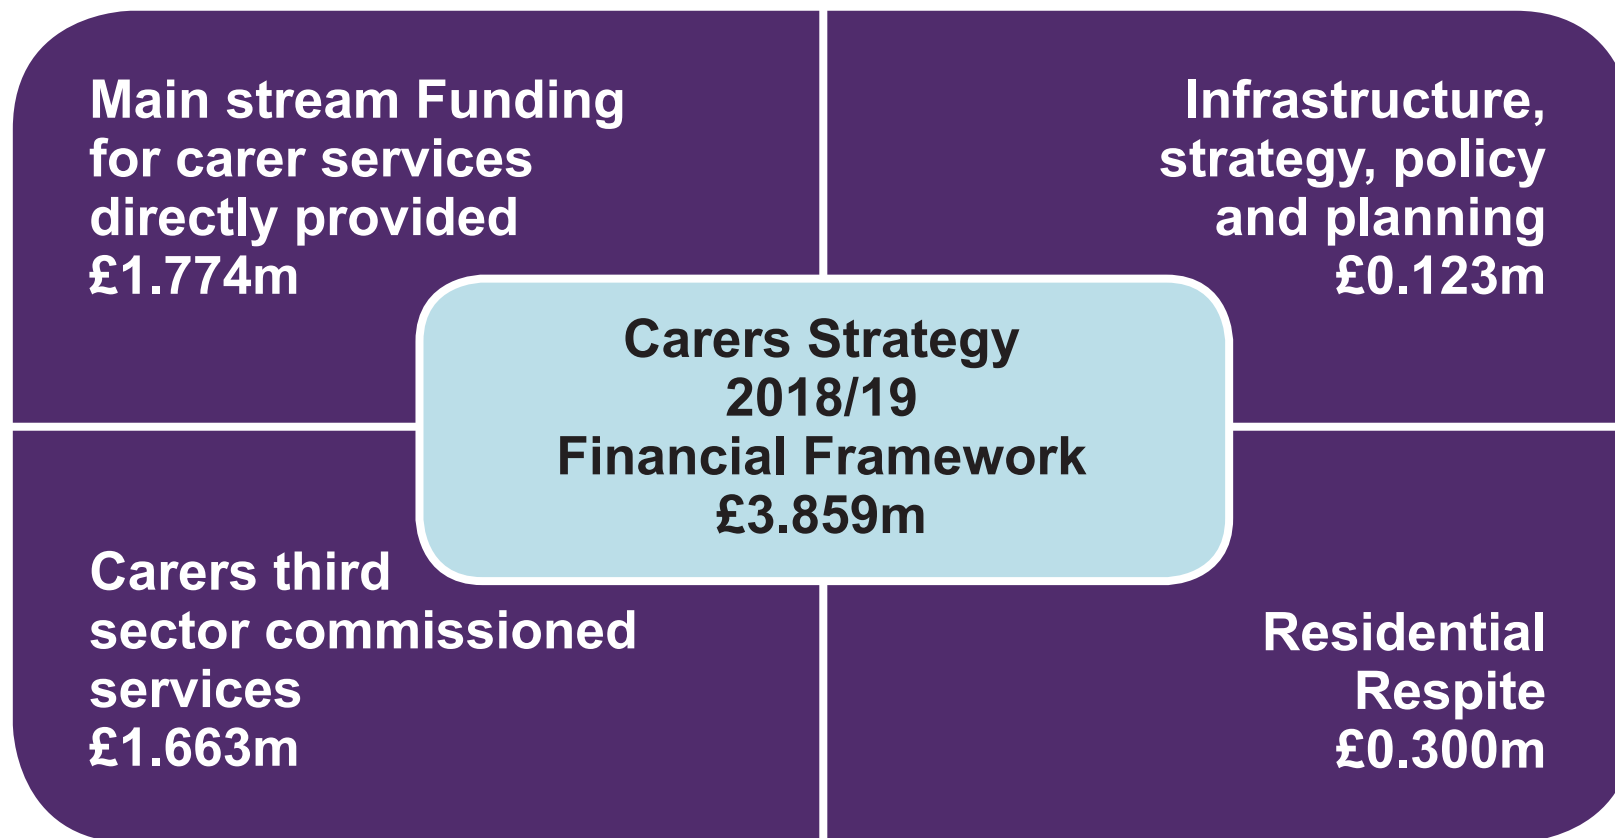 Main stream Funding
for carer services
directly provided
£1.774m
Infrastructure,
strategy, policy
and planning
£0.123m
Carers Strategy
2018/19
Financial Framework
£3.859m
Carers third
sector commissioned
services
£1.663m
Residential
Respite
£0.300m